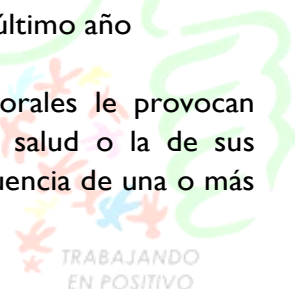 último año
orales le provocan
salud o la de sus
uencia de una o más
TRABAJANDO
EN POSITIVO